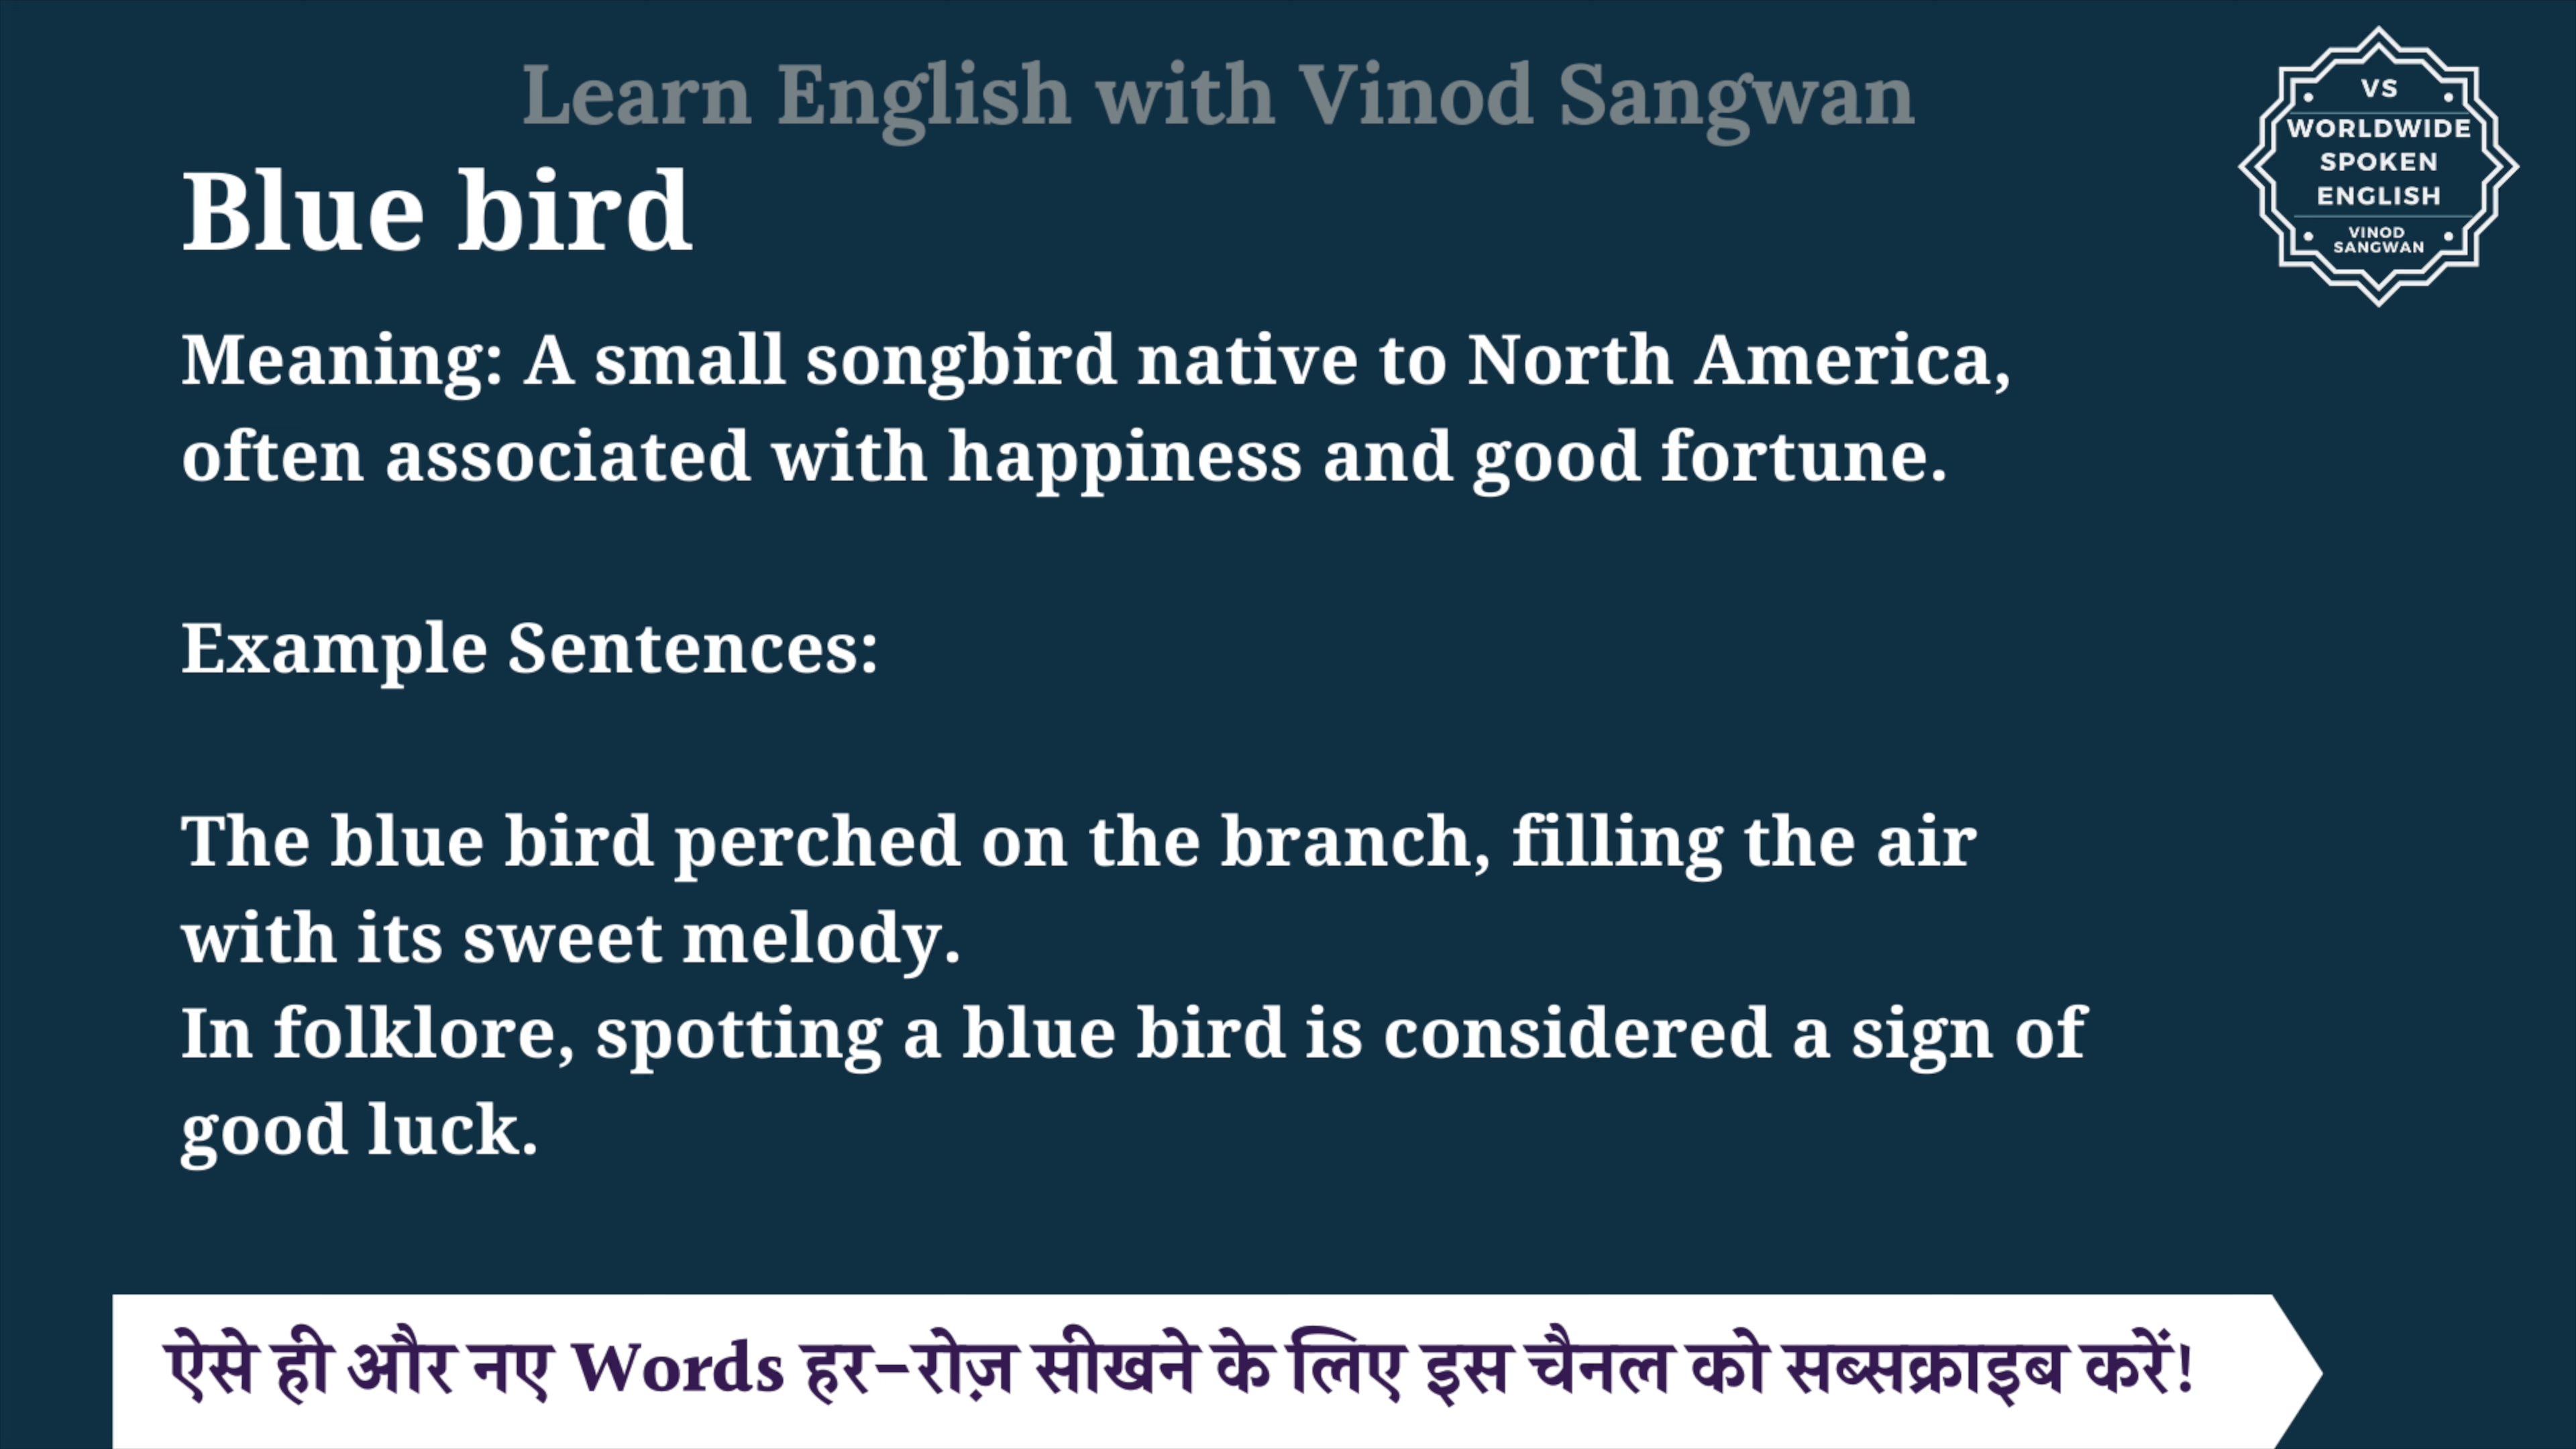 Learn English with Vinod Sangwan
VS
WORLDWIDE
SPOKEN
ENGLISH
VINOD
SANGWAN
Blue bird
Meaning: A small songbird native to North America,
often associated with happiness and good fortune.
Example Sentences:
The blue bird perched on the branch, filling the air
with its sweet melody.
In folklore, spotting a blue bird is considered a sign of
good luck.
ऐसे ही और नए Words हर-रोज़ सीखने के लिए इस चैनल को सब्सक्राइब करें!